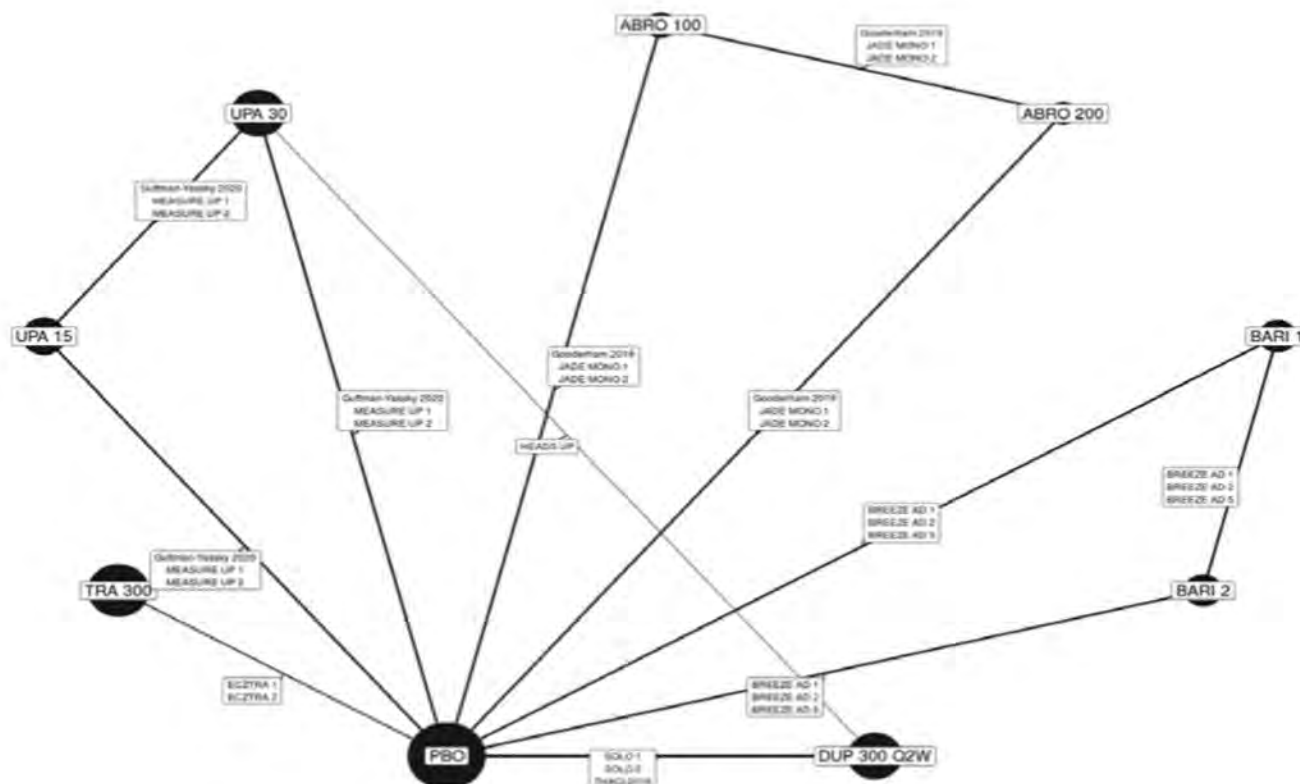 ABRO 100
Gooderham 2019
JADE MONO 1
JADE MONO 2
UPA 30
ABRO 200
Guttman-Yassky 2020
MEASURE UP 1
MEASURE UP 2
UPA 15
BARI 1
Gooderham 2019
JADE MONO 1
JADE MONO 2
Guttman-Yassky 2020
MEASURE UP 1
MEASURE UP 2
Gooderham 2019
JADE MONO 1
JADE MONO 2
HEADS UP
BREEZE AD 1
BREEZE AD 2
BREEZE AD 5
BREEZE AD 1
BREEZE AD 2
BREEZE AD 5
Guttman-Yassky 2020
MEASURE UP 1
MEASURE UP 2
TRA 300
BARI 2
ECZTRA 1
ECZTRA 2
BREEZE AD 1
BREEZE AD 2
BREEZE AD 5
PBO
SOLO 1
SOLO 2
DUP 300 Q2W